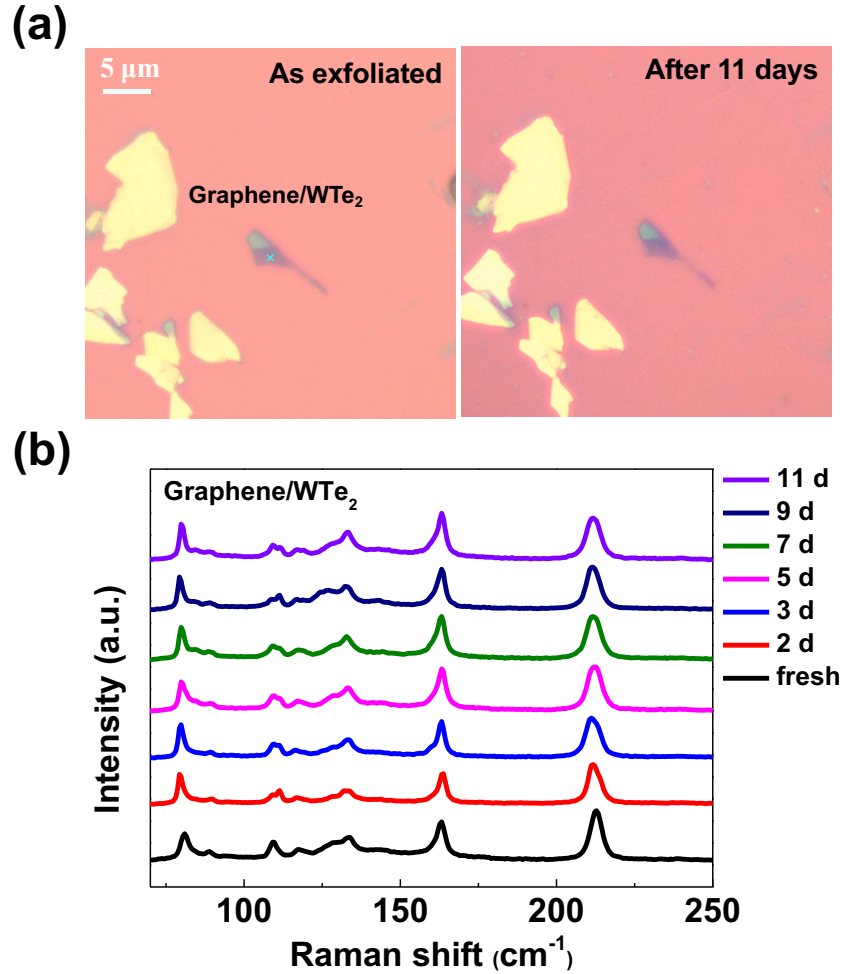 (a)
5 µm
As exfoliated
After 11 days
Graphene/WTe₂
(b)
Graphene/WTe₂
11 d
9 d
7 d
5 d
3 d
2 d
fresh
Intensity (a.u.)
100 150 200 250
Raman shift (cm⁻¹)